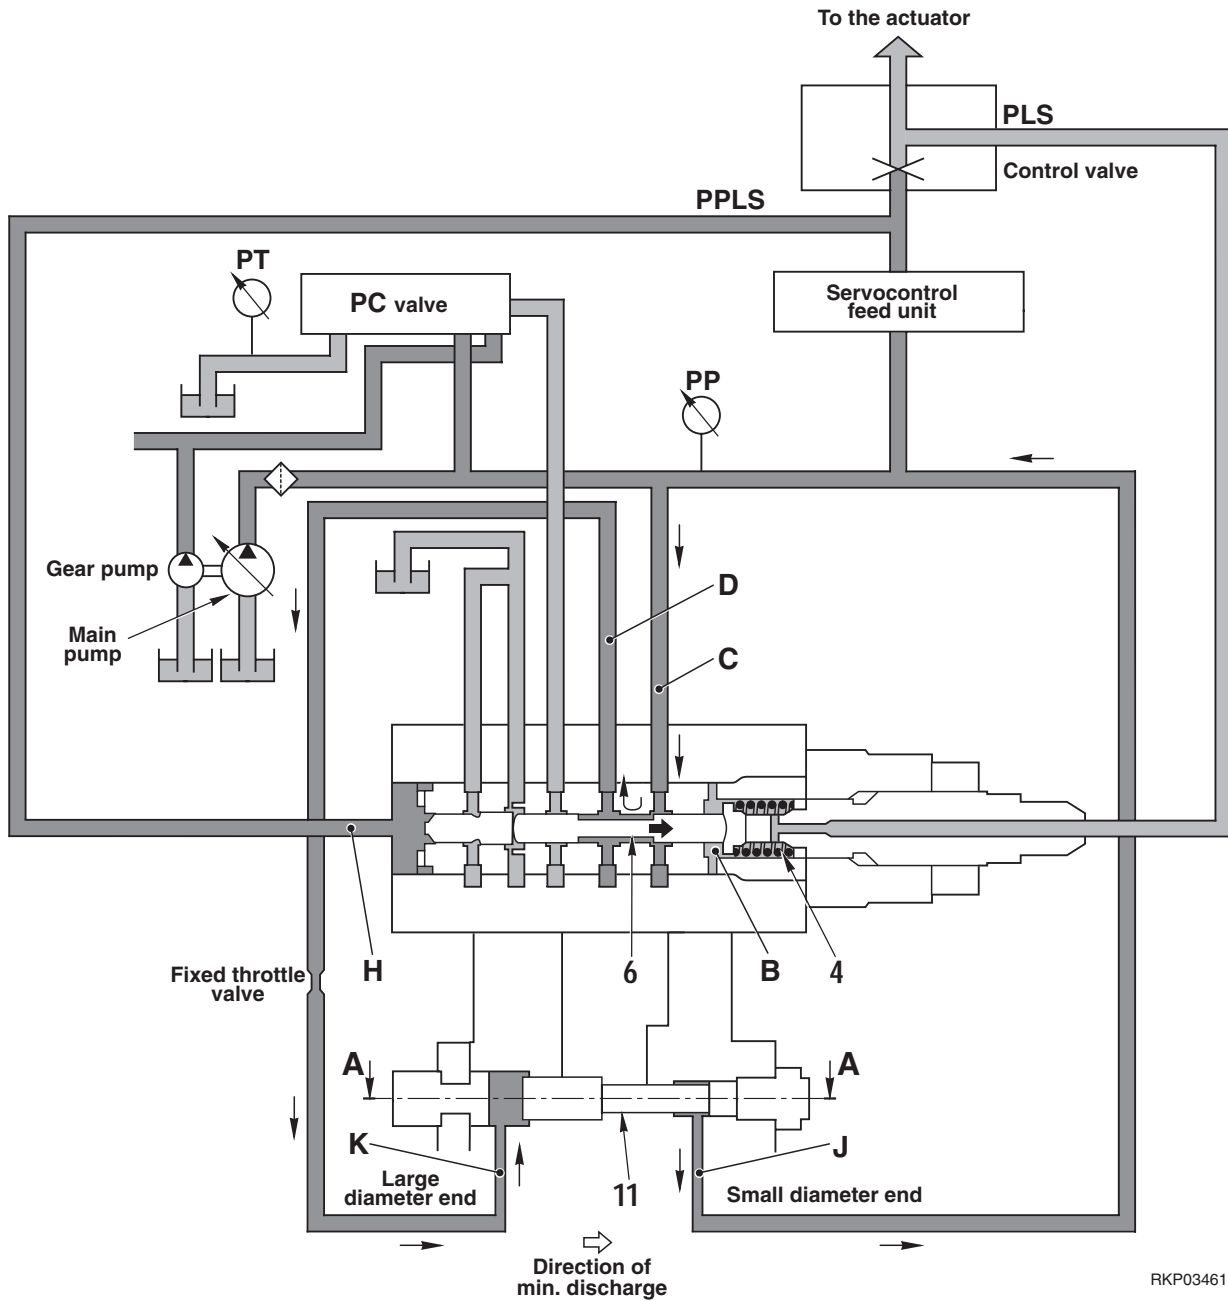 To the actuator
PLS
Control valve
PPLS
PT
PC valve
Servocontrol
feed unit
PP
Gear pump
Main
pump
D
C
Fixed throttle
valve
H
6
B
4
A
A
K
J
Large
diameter end
11
Small diameter end
Direction of
min. discharge
RKP03461